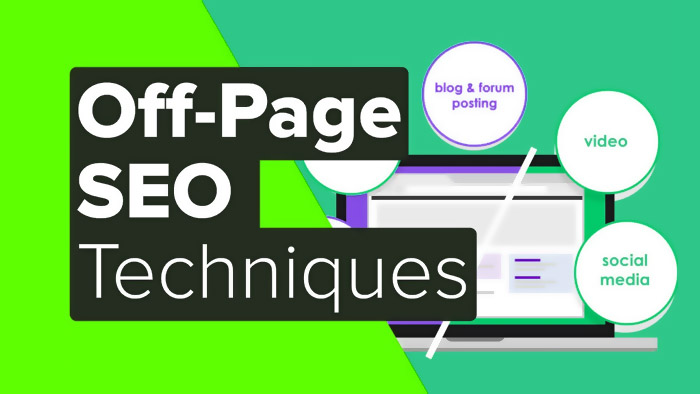 Off-Page
SEO
Techniques
blog & forum
posting
video
social
media